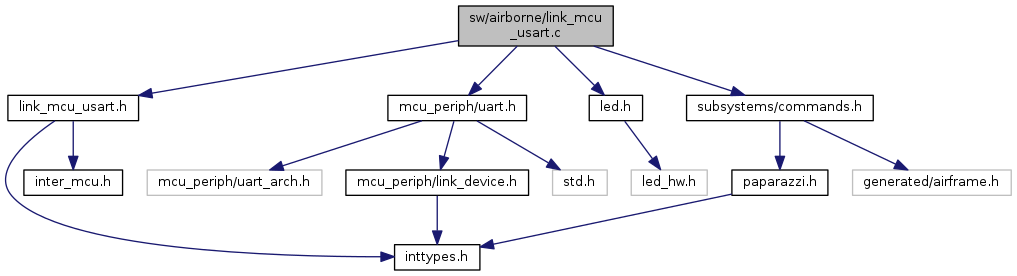 sw/airborne/link_mcu
_usart.c
link_mcu_usart.h
mcu_periph/uart.h
led.h
subsystems/commands.h
inter_mcu.h
mcu_periph/uart_arch.h
mcu_periph/link_device.h
std.h
led_hw.h
paparazzi.h
generated/airframe.h
inttypes.h